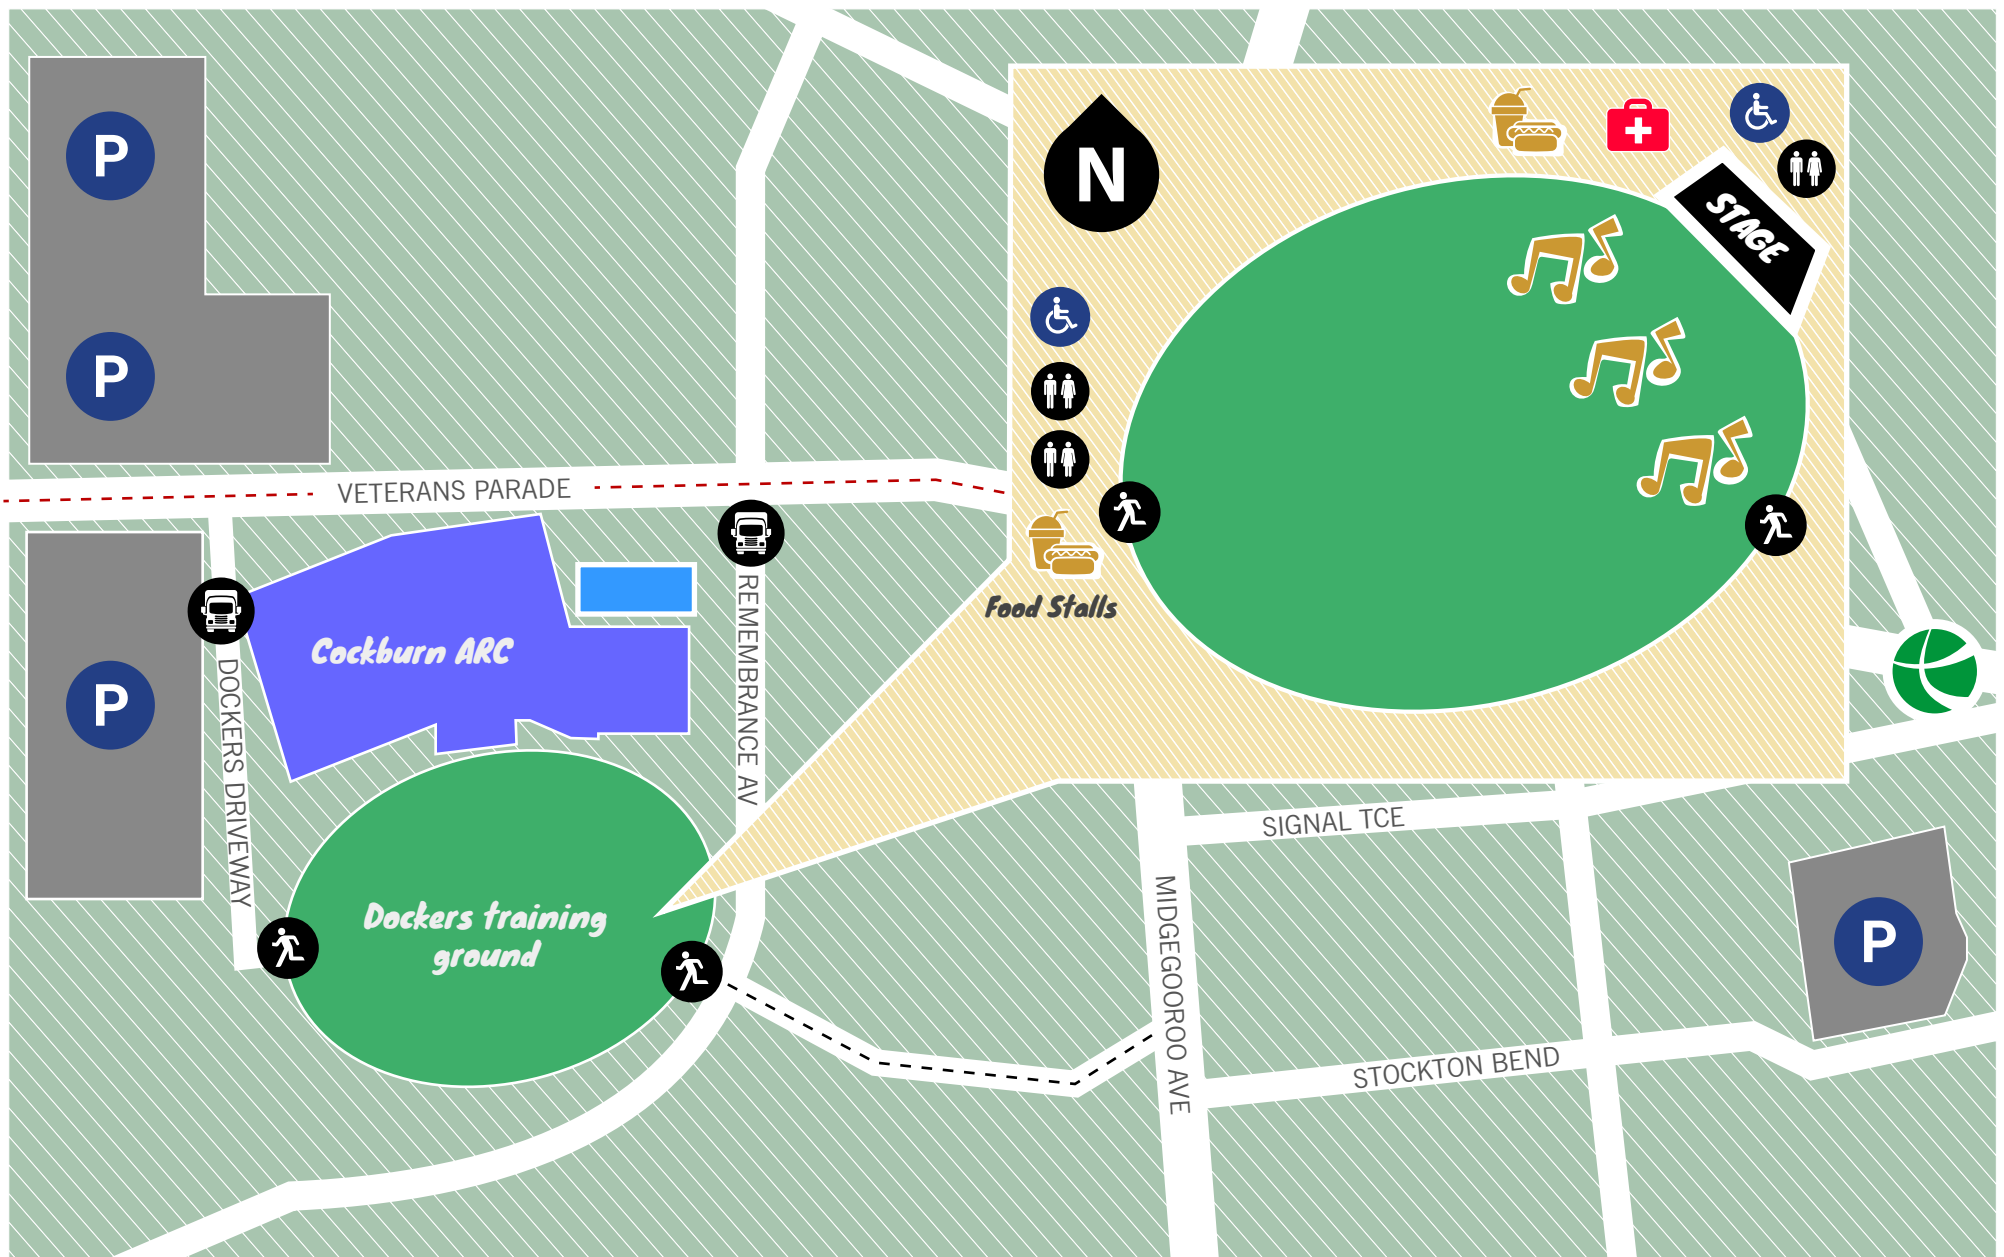 P
P
N
STAGE
VETERANS PARADE
Food Stalls
Cockburn ARC
REMEMBRANCE AV
P
DOCKERS DRIVEWAY
Dockers training
ground
SIGNAL TCE
MIDGEGOOROO AVE
P
STOCKTON BEND